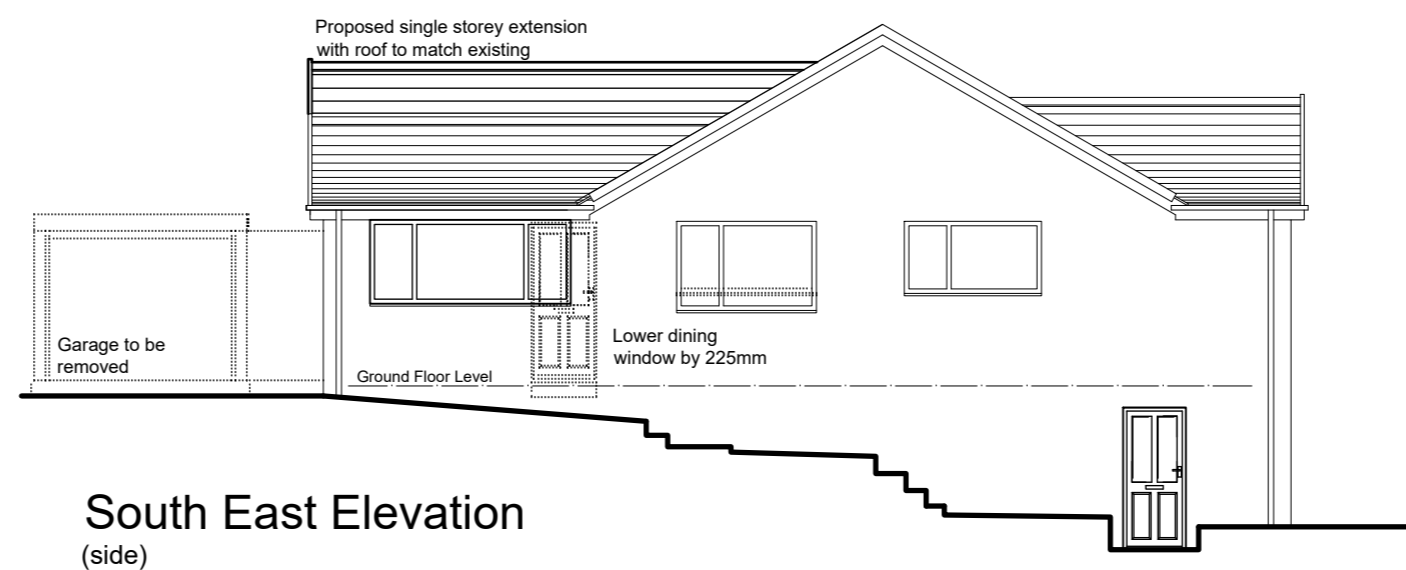 Proposed single storey extension
with roof to match existing
Garage to be
removed
Ground Floor Level
Lower dining
window by 225mm
South East Elevation
(side)